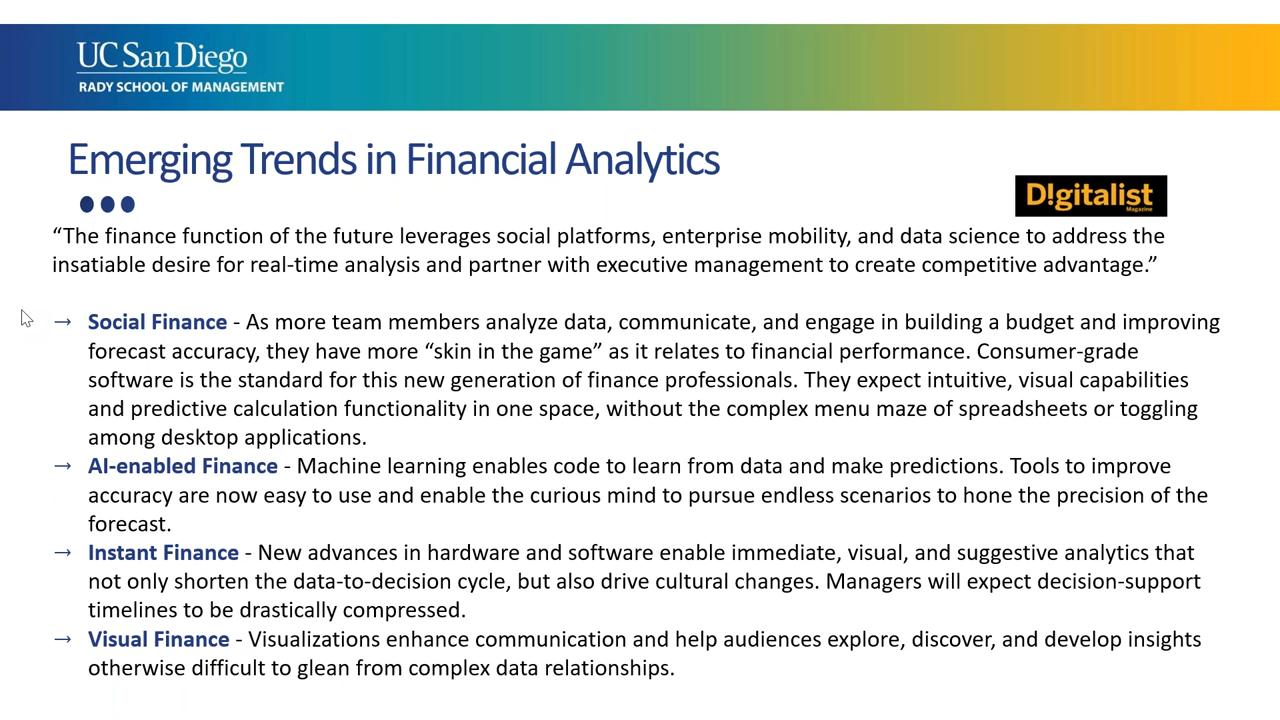 UC San Diego
RADY SCHOOL OF MANAGEMENT
Emerging Trends in Financial Analytics
D!gitalist
Magazine
“The finance function of the future leverages social platforms, enterprise mobility, and data science to address the
insatiable desire for real-time analysis and partner with executive management to create competitive advantage.”
→ Social Finance - As more team members analyze data, communicate, and engage in building a budget and improving
forecast accuracy, they have more “skin in the game” as it relates to financial performance. Consumer-grade
software is the standard for this new generation of finance professionals. They expect intuitive, visual capabilities
and predictive calculation functionality in one space, without the complex menu maze of spreadsheets or toggling
among desktop applications.
→ AI-enabled Finance - Machine learning enables code to learn from data and make predictions. Tools to improve
accuracy are now easy to use and enable the curious mind to pursue endless scenarios to hone the precision of the
forecast.
→ Instant Finance - New advances in hardware and software enable immediate, visual, and suggestive analytics that
not only shorten the data-to-decision cycle, but also drive cultural changes. Managers will expect decision-support
timelines to be drastically compressed.
→ Visual Finance - Visualizations enhance communication and help audiences explore, discover, and develop insights
otherwise difficult to glean from complex data relationships.